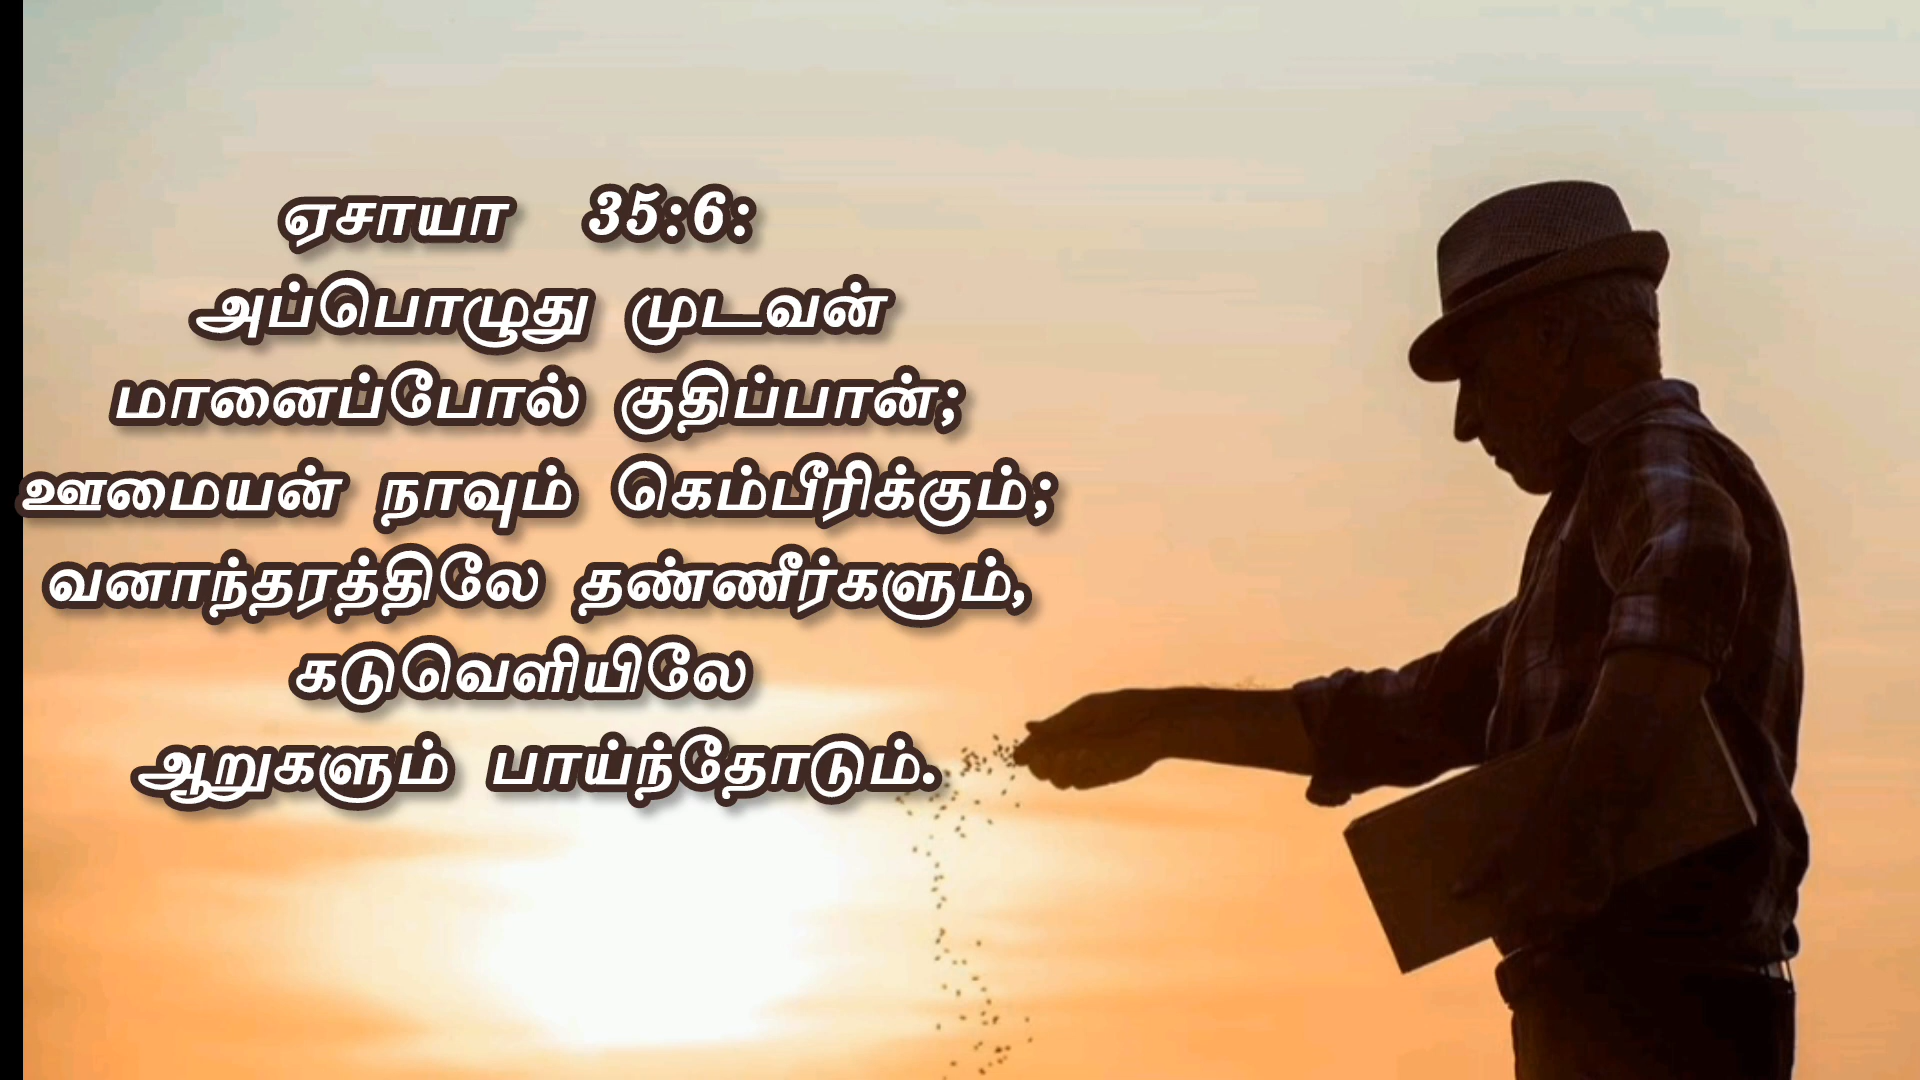 ஏசாயா 35:6:
அப்பொழுது முடவன்
மானைப்போல் குதிப்பான்;
ஊமையன் நாவும் கெம்பீரிக்கும்;
வனாந்தரத்திலே தண்ணீர்களும்,
கடுவெளியிலே
ஆறுகளும் பாய்ந்தோடும்.